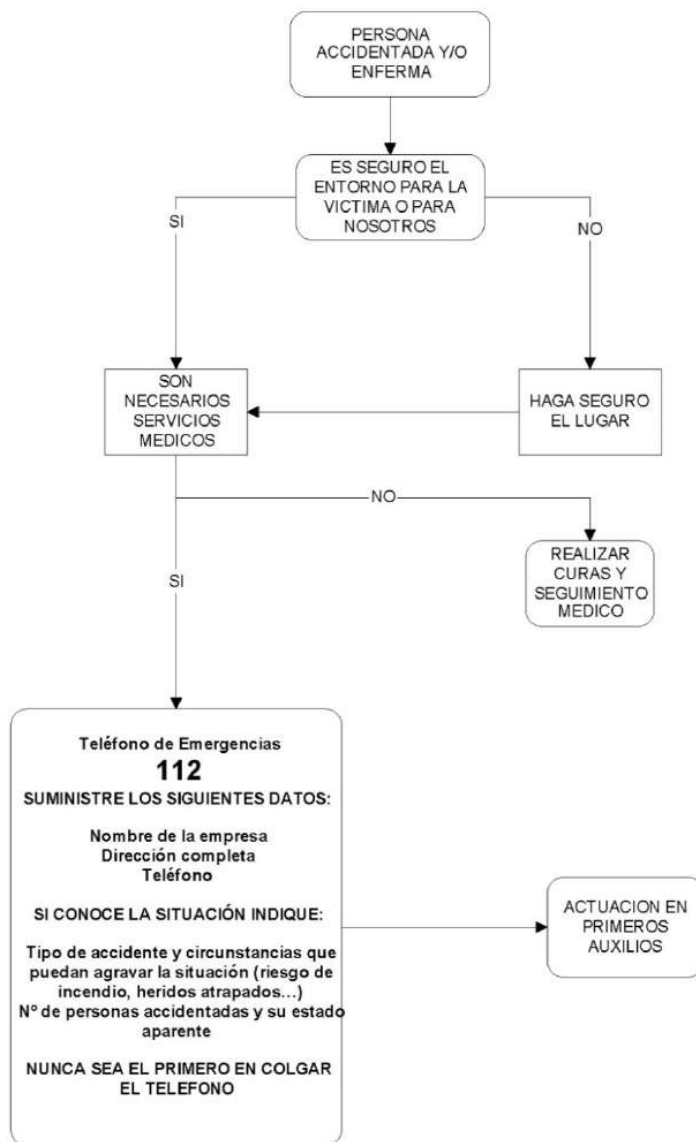 PERSONA
ACCIDENTADA Y/O
ENFERMA
ES SEGURO EL
ENTORNO PARA LA
VICTIMA O PARA
NOSOTROS
SI
NO
SON
NECESARIOS
SERVICIOS
MEDICOS
HAGA SEGURO
EL LUGAR
NO
REALIZAR
CURAS Y
SEGUIMIENTO
MEDICO
SI
Teléfono de Emergencias
112
SUMINISTRE LOS SIGUIENTES DATOS:
Nombre de la empresa
Dirección completa
Teléfono
SI CONOCE LA SITUACIÓN INDIQUE:
Tipo de accidente y circunstancias que
puedan agravar la situación (riesgo de
incendio, heridos atrapados...)
Nº de personas accidentadas y su estado
aparente
NUNCA SEA EL PRIMERO EN COLGAR
EL TELEFONO
ACTUACION EN
PRIMEROS
AUXILIOS